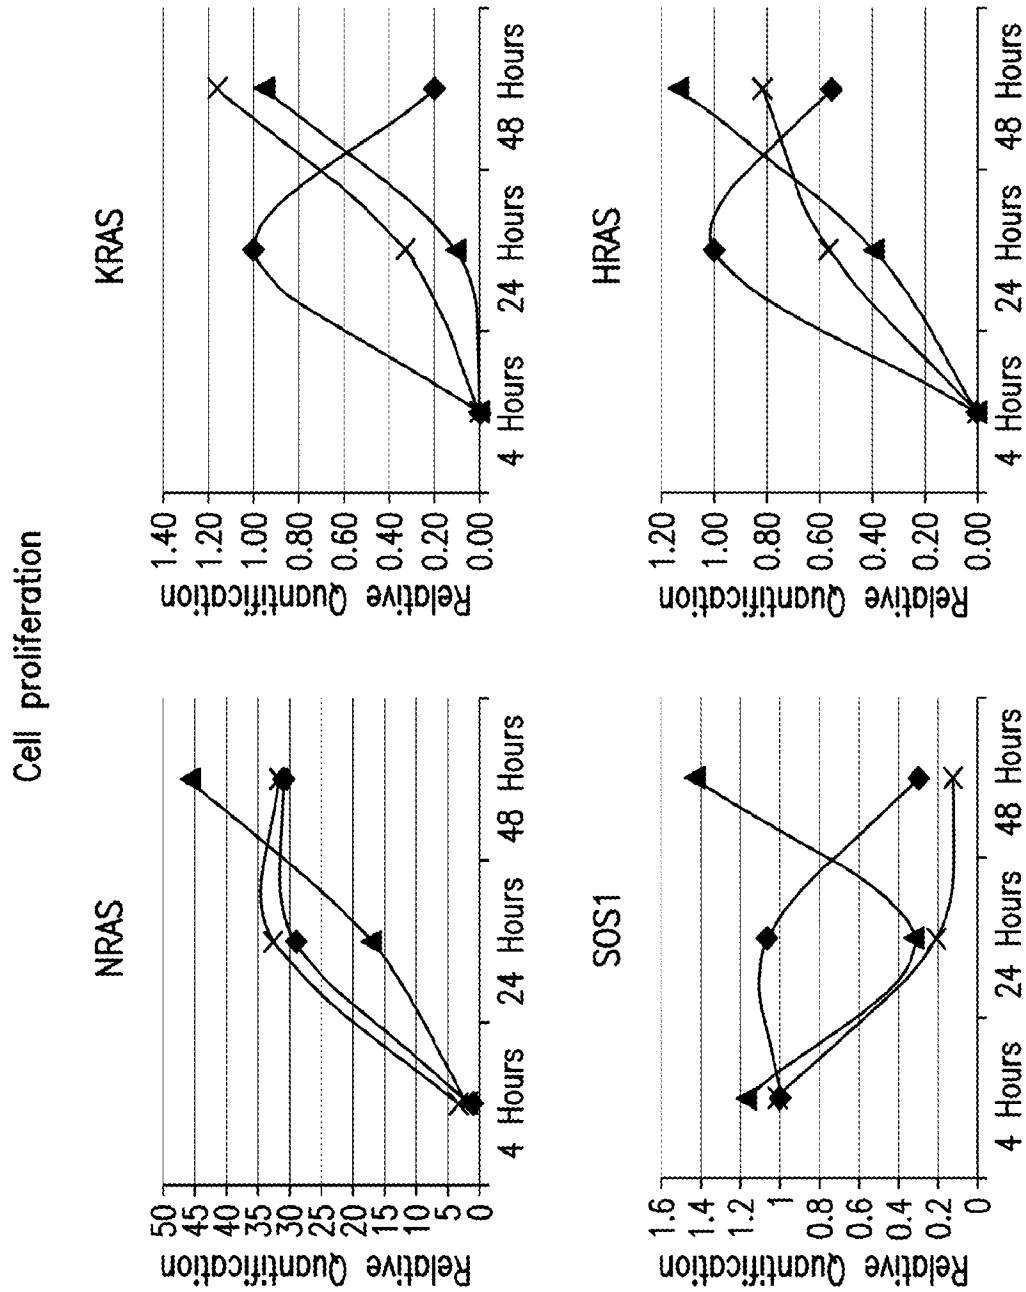 Cell proliferation
NRAS
Relative Quantification
50
45
40
35
30
25
20
15
10
5
0
4 Hours
24 Hours
48 Hours
KRAS
Relative Quantification
1.40
1.20
1.00
0.80
0.60
0.40
0.20
0.00
4 Hours
24 Hours
48 Hours
SOS1
Relative Quantification
1.6
1.4
1.2
1
0.8
0.6
0.4
0.2
0
4 Hours
24 Hours
48 Hours
HRAS
Relative Quantification
1.20
1.00
0.80
0.60
0.40
0.20
0.00
4 Hours
24 Hours
48 Hours